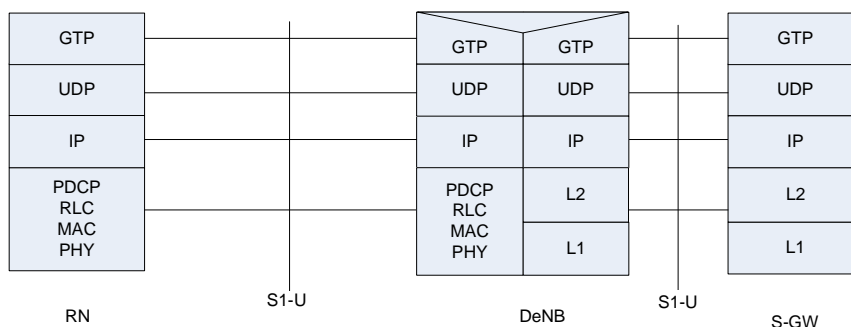 GTP
UDP
IP
PDCP
RLC
MAC
PHY
RN
S1-U
GTP
GTP
UDP
UDP
IP
IP
PDCP
RLC
MAC
PHY
L2
L1
DeNB
S1-U
GTP
UDP
IP
L2
L1
S-GW